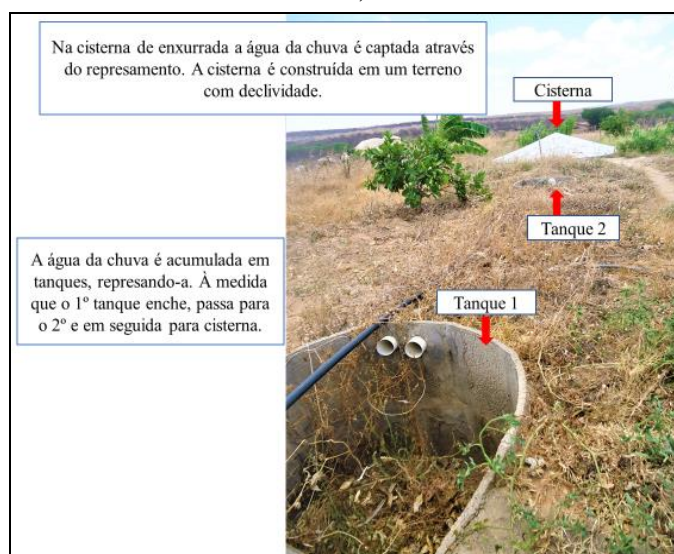 Na cisterna de enxurrada a água da chuva é captada através
do represamento. A cisterna é construída em um terreno
com declividade.
Cisterna
Tanque 2
A água da chuva é acumulada em
tanques, represando-a. À medida
que o 1º tanque enche, passa para
o 2º e em seguida para cisterna.
Tanque 1